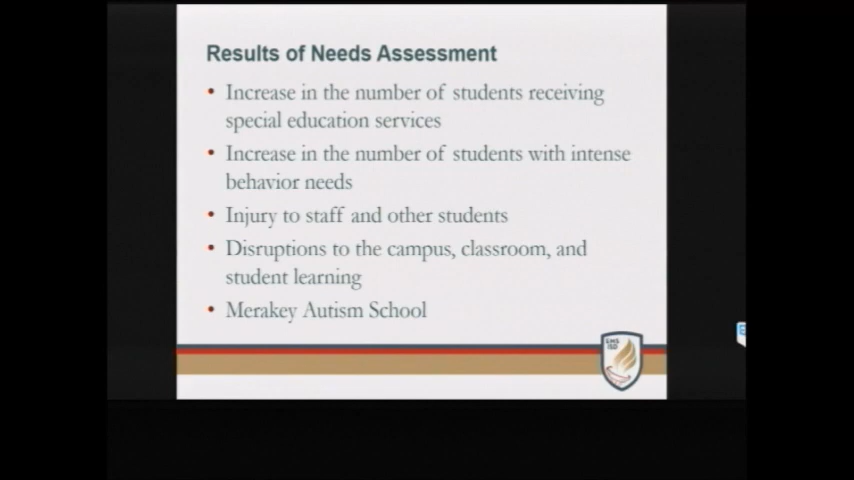 Results of Needs Assessment
• Increase in the number of students receiving
special education services
• Increase in the number of students with intense
behavior needs
• Injury to staff and other students
• Disruptions to the campus, classroom, and
student learning
• Merakey Autism School
EMS
ISD